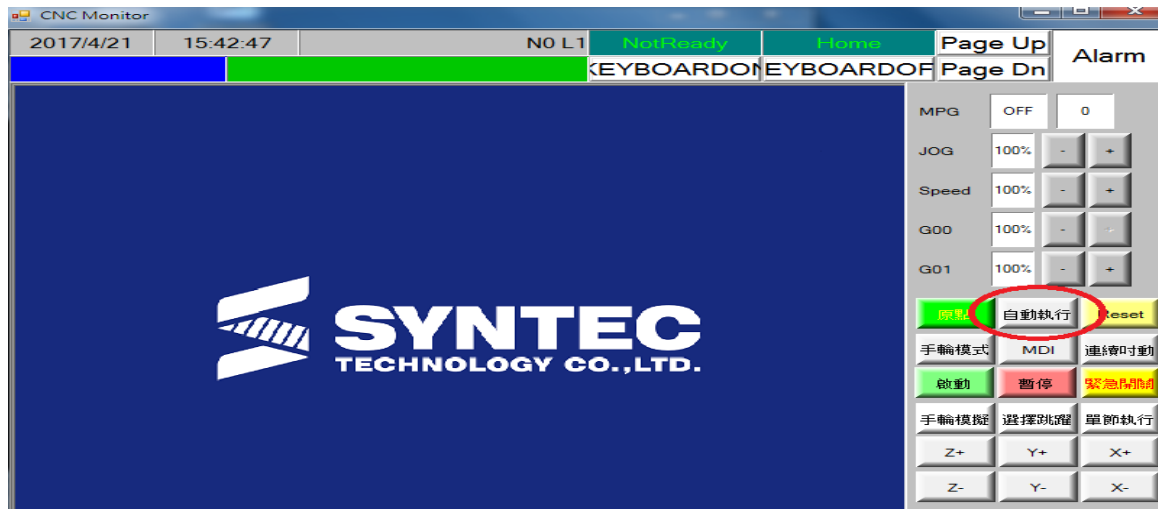 CNC Monitor
2017/4/21 15:42:47 N0 L1 NotReady Home Page Up Alarm
KEYBOARDON EYBOARDOF Page Dn
MPG OFF 0
JOG 100% - +
Speed 100% - +
G00 100% - +
G01 100% - +
原點 自動執行 Reset
手輪模式 MDI 連續吋動
啟動 暫停 緊急開關
手輪模擬 選擇跳躍 單節執行
Z+ Y+ X+
Z- Y- X-
SYNTEC
TECHNOLOGY CO.,LTD.